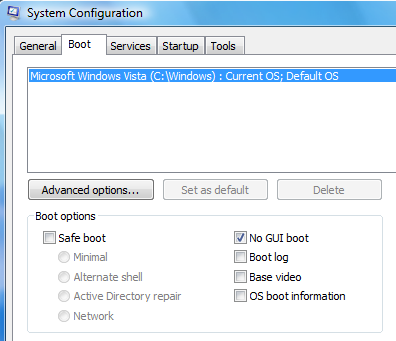 System Configuration
General Boot Services Startup Tools
Microsoft Windows Vista (C:\Windows) : Current OS; Default OS
Advanced options... Set as default Delete
Boot options
Safe boot No GUI boot
Minimal Boot log
Alternate shell Base video
Active Directory repair OS boot information
Network